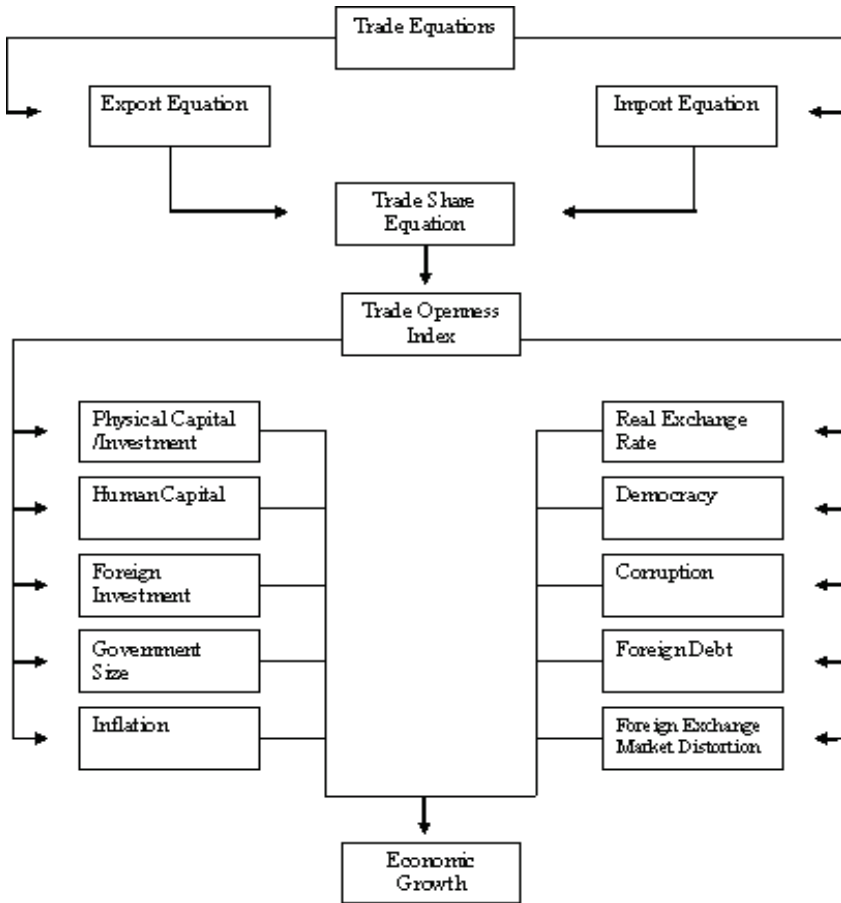 Trade Equations
Export Equation
Import Equation
Trade Share
Equation
Trade Openness
Index
Physical Capital
/Investment
Human Capital
Foreign
Investment
Government
Size
Inflation
Real Exchange
Rate
Democracy
Corruption
Foreign Debt
Foreign Exchange
Market Distortion
Economic
Growth